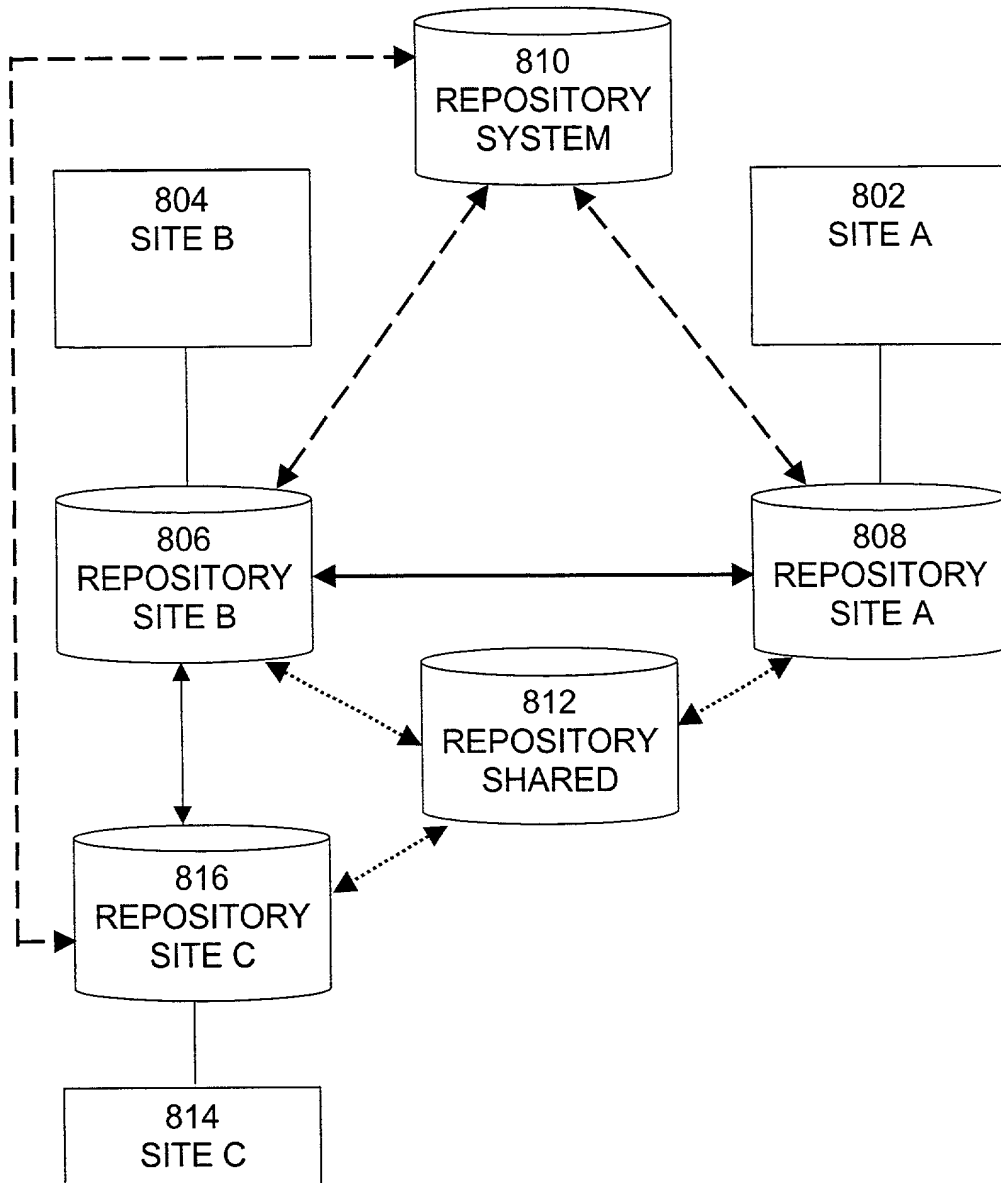 810
REPOSITORY
SYSTEM
804
SITE B
802
SITE A
806
REPOSITORY
SITE B
808
REPOSITORY
SITE A
812
REPOSITORY
SHARED
816
REPOSITORY
SITE C
814
SITE C